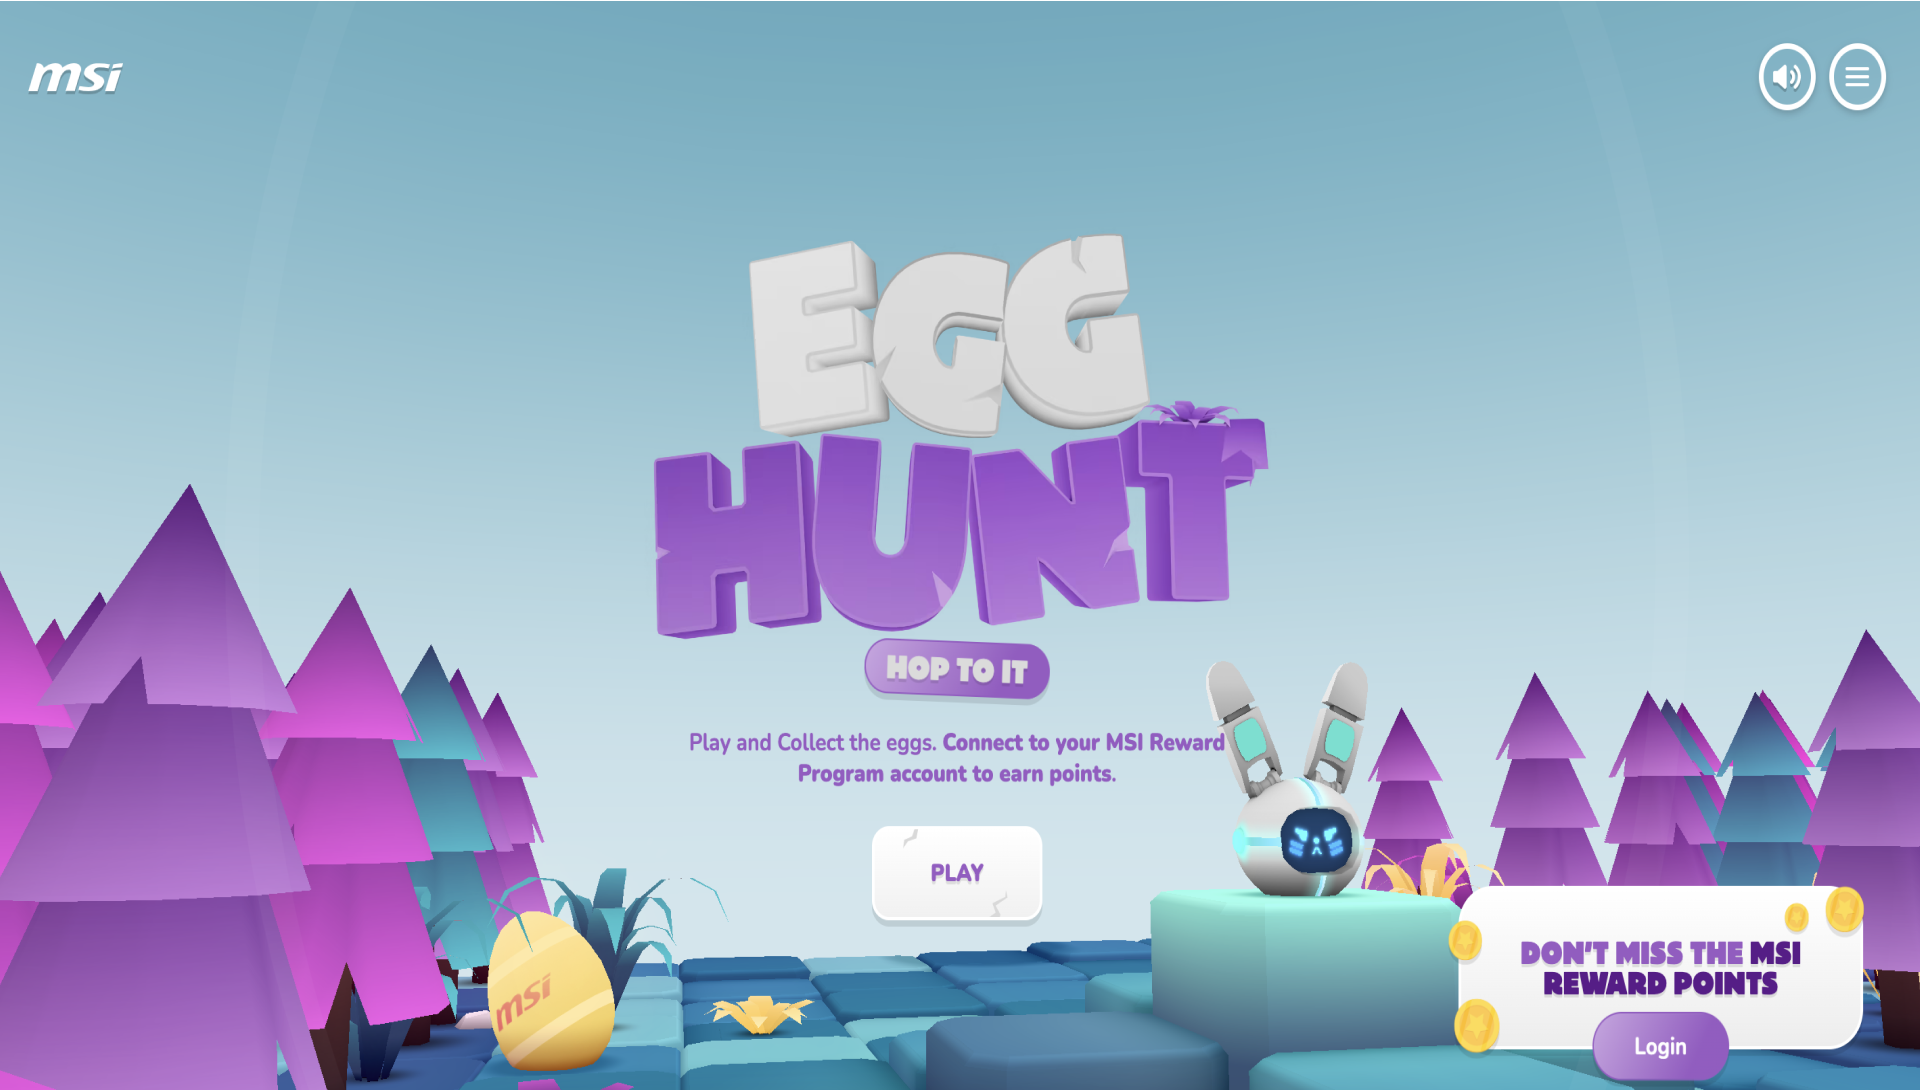 msi
EGG
HUNT
HOP TO IT
Play and Collect the eggs. Connect to your MSI Reward
Program account to earn points.
PLAY
msi
DON'T MISS THE MSI
REWARD POINTS
Login